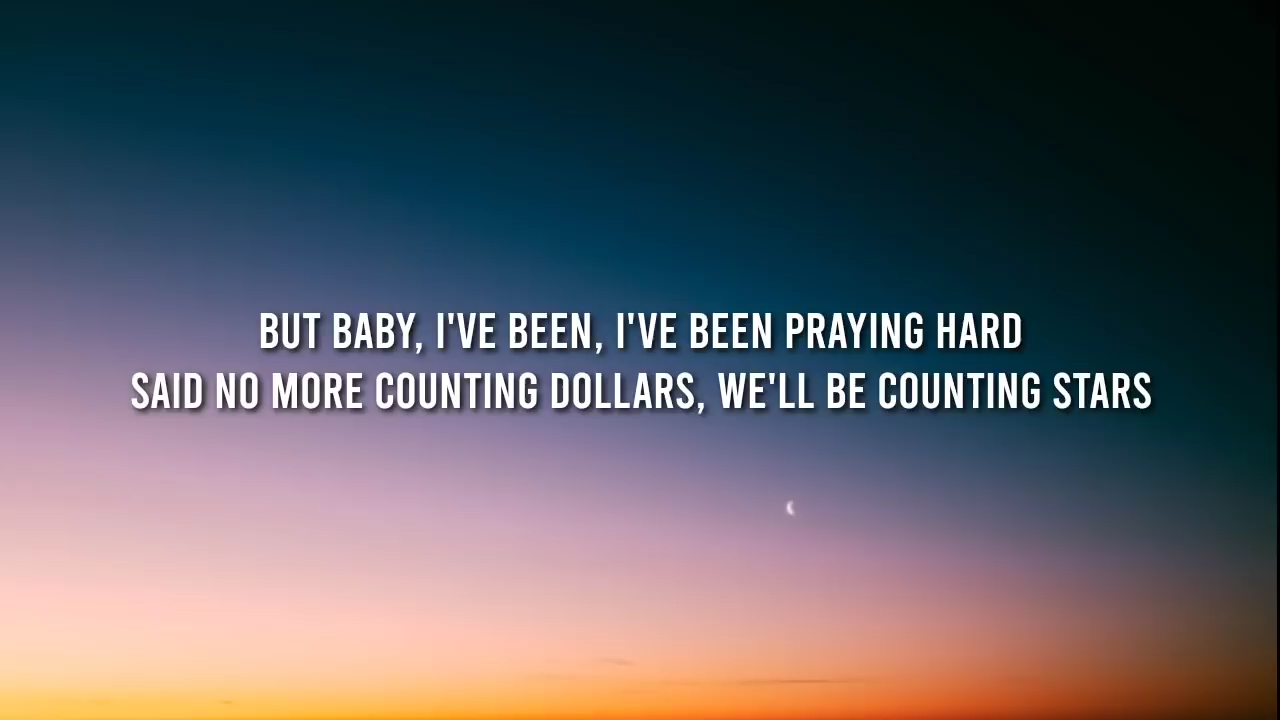 BUT BABY, I'VE BEEN, I'VE BEEN PRAYING HARD
SAID NO MORE COUNTING DOLLARS, WE'LL BE COUNTING STARS